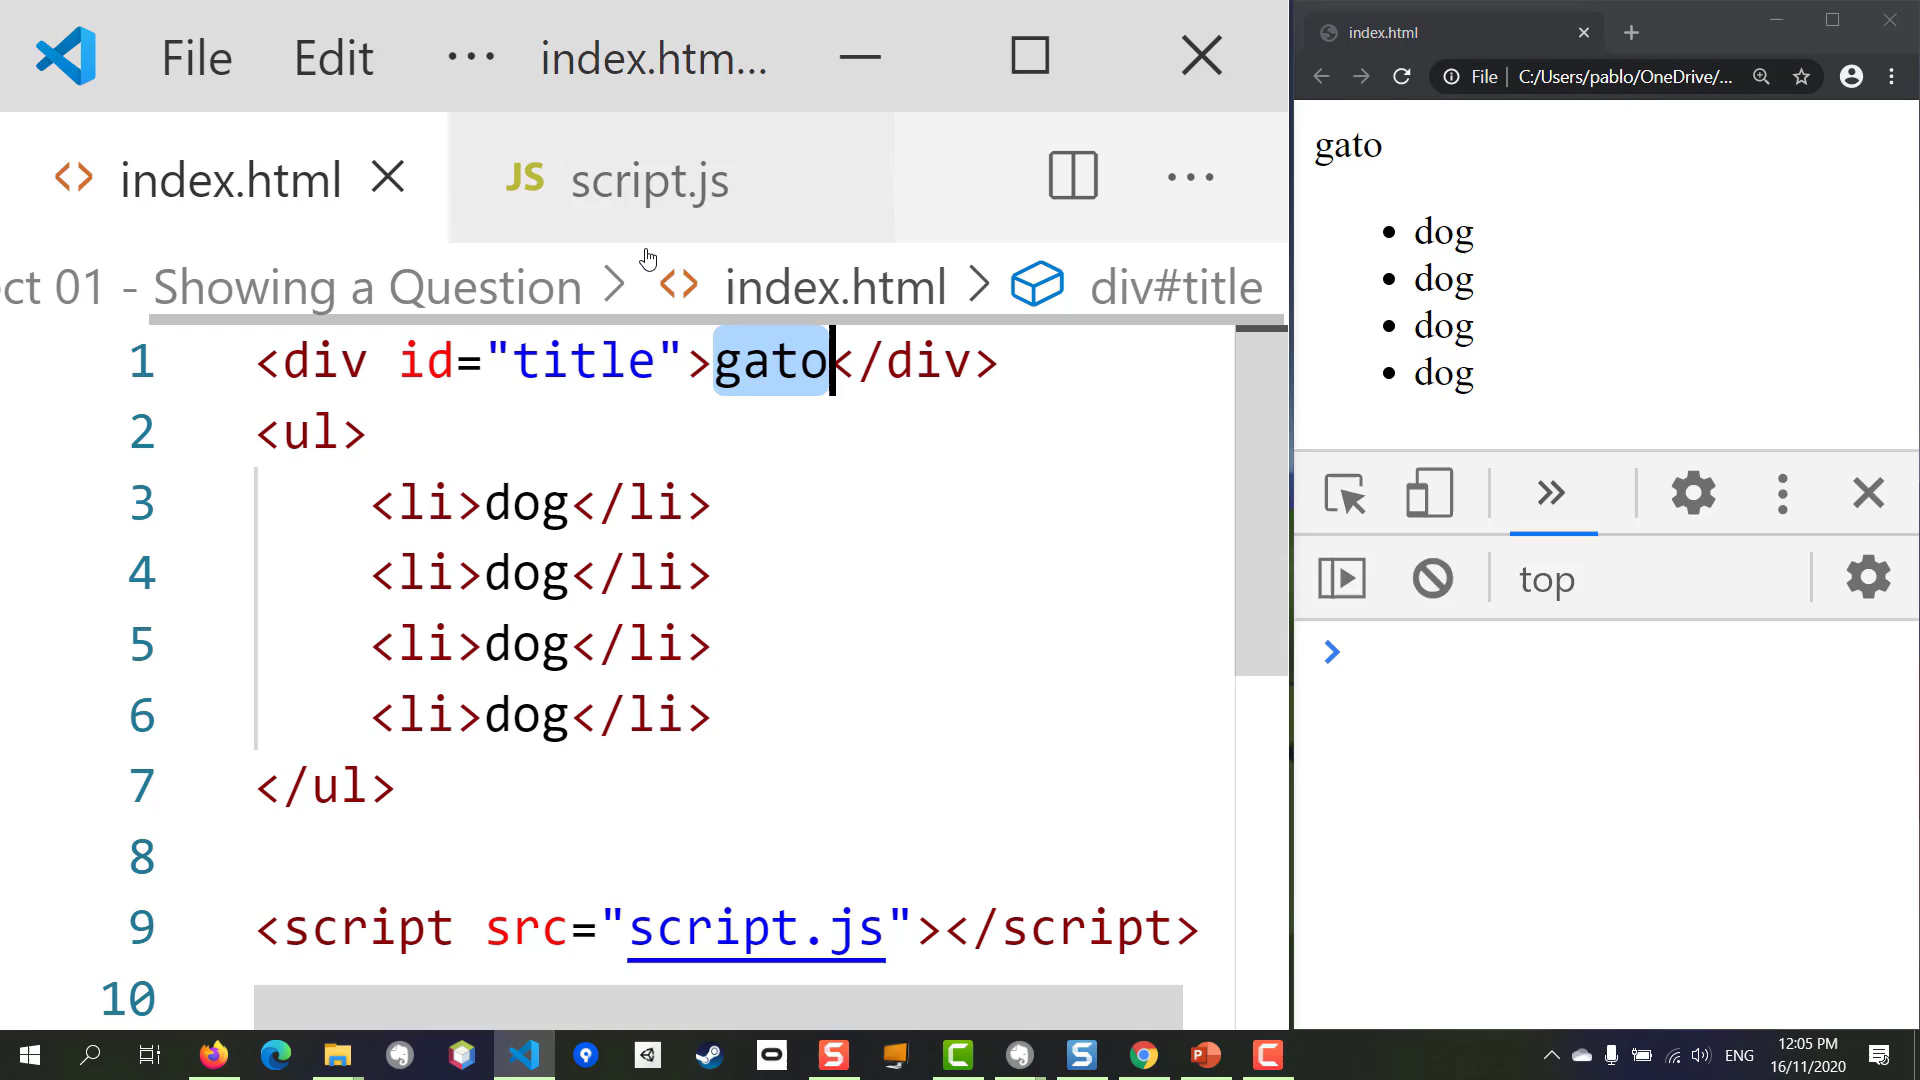 File Edit ··· index.htm...
index.html JS script.js ···
ct 01 - Showing a Question > <> index.html > div#title
1 <div id="title">gato</div>
2 <ul>
3 <li>dog</li>
4 <li>dog</li>
5 <li>dog</li>
6 <li>dog</li>
7 </ul>
8
9 <script src="script.js"></script>
10
index.html
File | C:/Users/pablo/OneDrive/...
gato
• dog
• dog
• dog
• dog
top
ENG
12:05 PM
16/11/2020